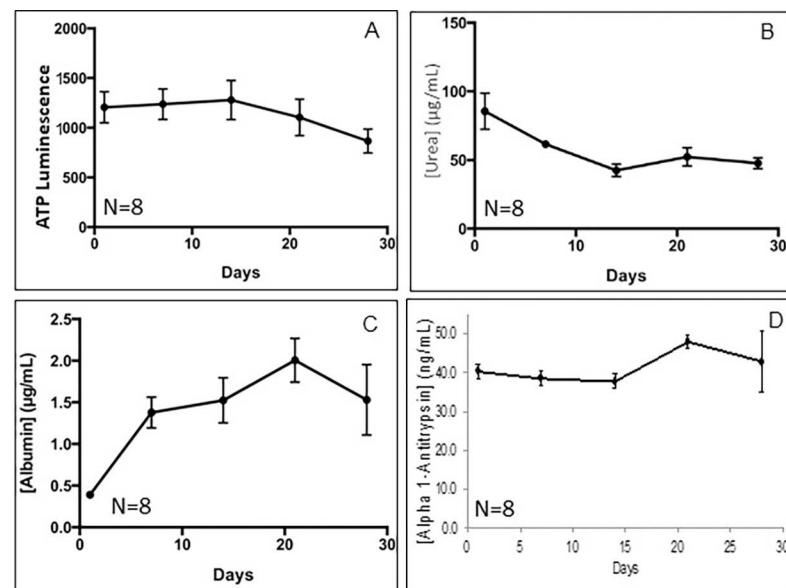 A
ATP Luminescence
2000
1500
1000
500
0
N=8
0 10 20 30
Days
B
[Urea] (µg/mL)
150
100
50
0
N=8
0 10 20 30
Days
C
[Albumin] (µg/mL)
2.5
2.0
1.5
1.0
0.5
0.0
N=8
0 10 20 30
Days
D
[Alpha 1-Antitrypsin] (ng/mL)
50.0
40.0
30.0
20.0
10.0
0.0
N=8
0 5 10 15 20 25 30
Days